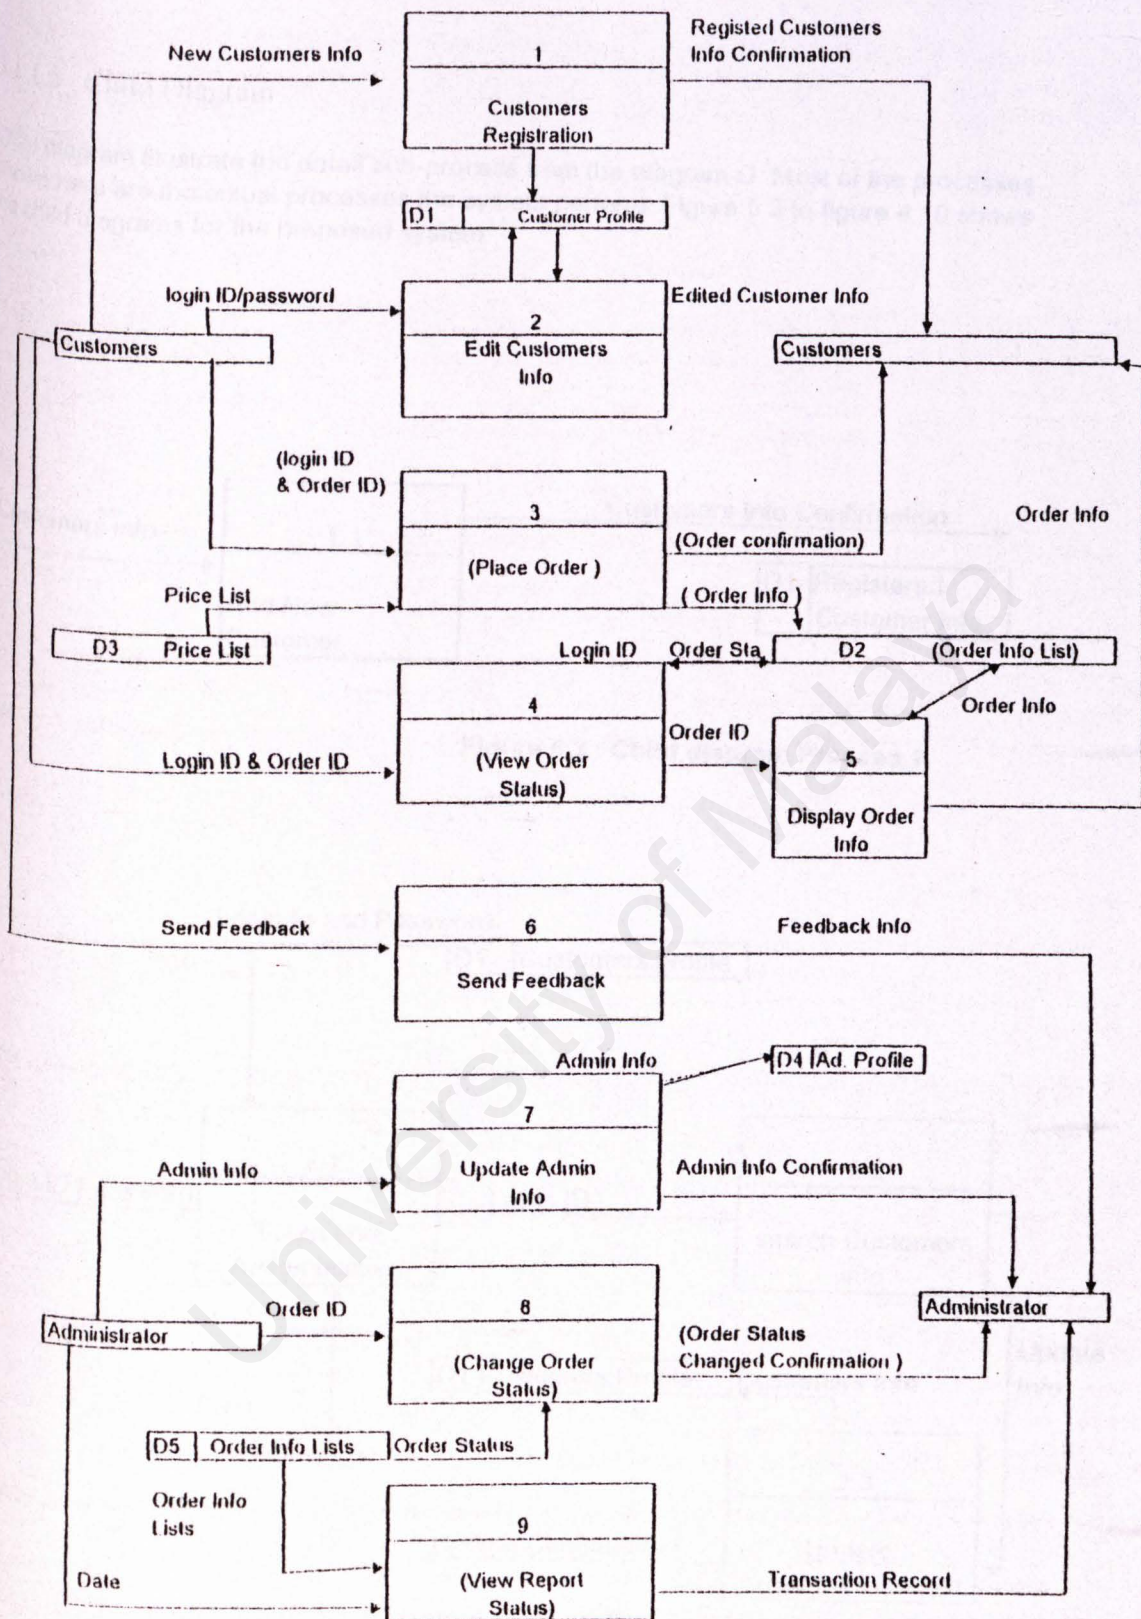 New Customers Info
1
Registed Customers
Info Confirmation
Customers
Registration
D1 Customer Profile
login ID/password
2
Edited Customer Info
Customers
Edit Customers
Info
Customers
(login ID
& Order ID)
3
Order Info
(Order confirmation)
(Place Order )
Price List
( Order Info )
D3 Price List
Login ID
Order Sta
D2 (Order Info List)
4
Order Info
Order ID
Login ID & Order ID
(View Order
Status)
5
Display Order
Info
Send Feedback
6
Feedback Info
Send Feedback
Admin Info
D4 Ad. Profile
7
Admin Info
Update Admin
Info
Admin Info Confirmation
Order ID
8
Administrator
Administrator
(Change Order
Status)
(Order Status
Changed Confirmation )
D5 Order Info Lists
Order Status
Order Info
Lists
9
Date
(View Report
Status)
Transaction Record
University of Malaya